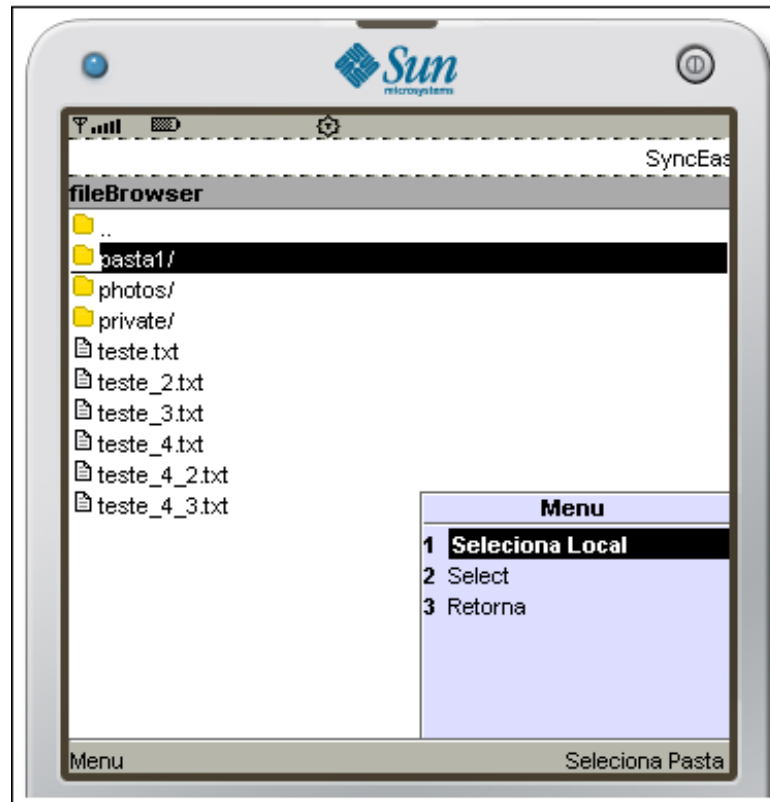 Sun
microsystems
SyncEas
fileBrowser
..
pasta1/
photos/
private/
teste.txt
teste_2.txt
teste_3.txt
teste_4.txt
teste_4_2.txt
teste_4_3.txt
Menu
1 Seleciona Local
2 Select
3 Retorna
Menu Seleciona Pasta